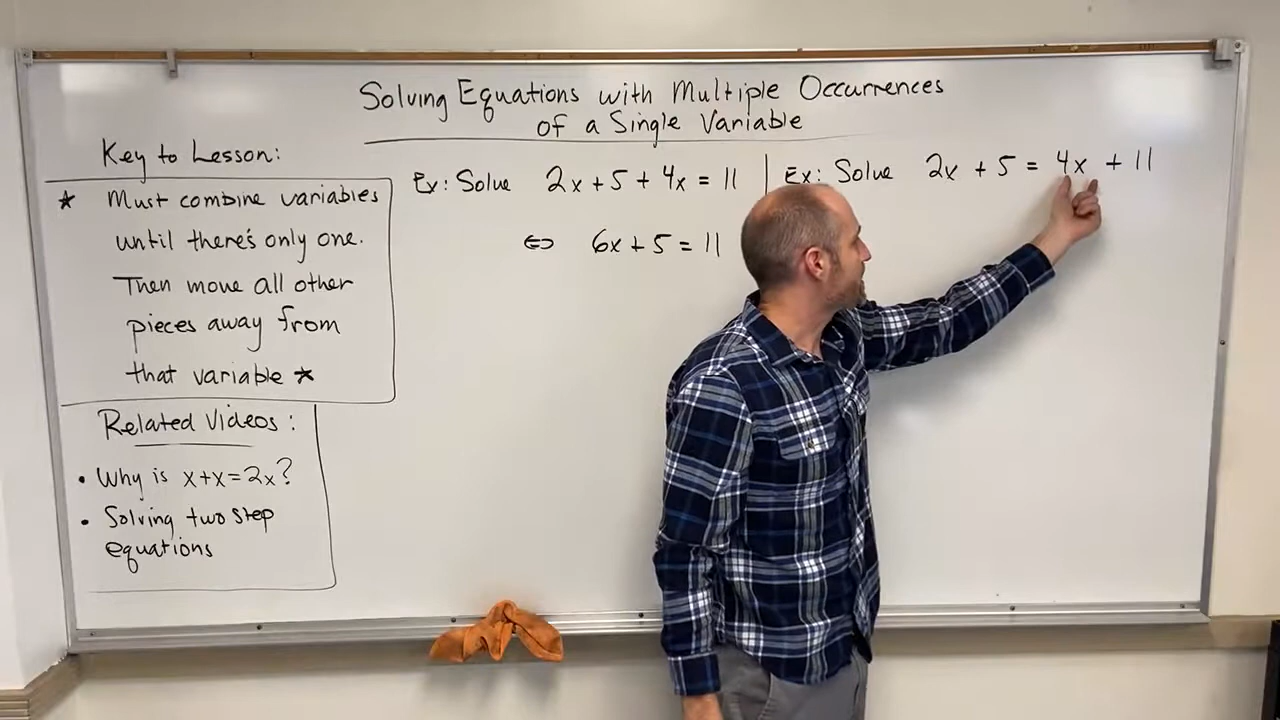 Solving Equations with Multiple Occurrences
of a Single Variable
Key to Lesson:
* Must combine variables
until there's only one.
Then move all other
pieces away from
that variable *
Related Videos:
• Why is x+x=2x?
• Solving two step
equations
Ex: Solve 2x + 5 + 4x = 11
⇔ 6x + 5 = 11
Ex: Solve 2x + 5 = 4x + 11